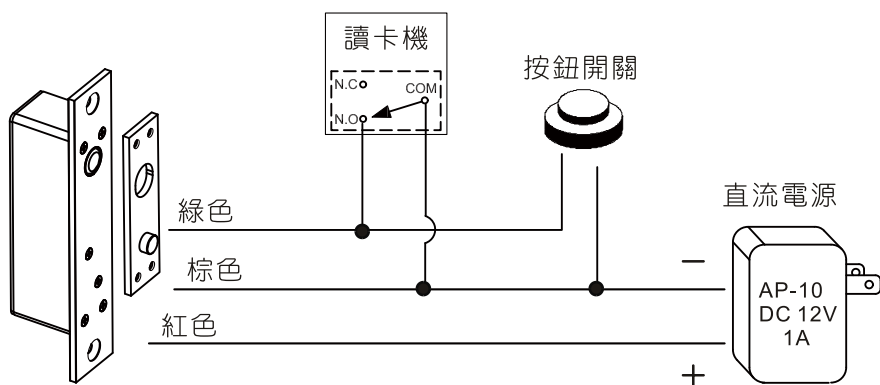 讀卡機
N.C
COM
N.O
按鈕開關
直流電源
綠色
棕色
紅色
−
+
AP-10
DC 12V
1A